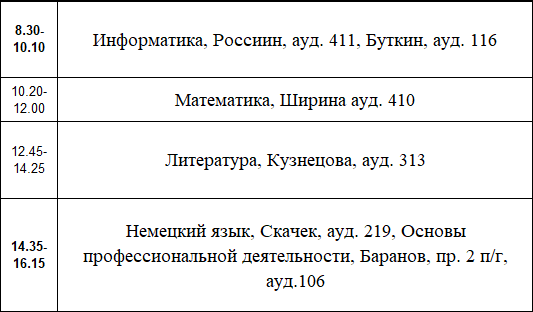 8.30-
10.10
Информатика, Россиин, ауд. 411, Буткин, ауд. 116
10.20-
12.00
Математика, Ширина ауд. 410
12.45-
14.25
Литература, Кузнецова, ауд. 313
14.35-
16.15
Немецкий язык, Скачек, ауд. 219, Основы
профессиональной деятельности, Баранов, пр. 2 п/г,
ауд.106